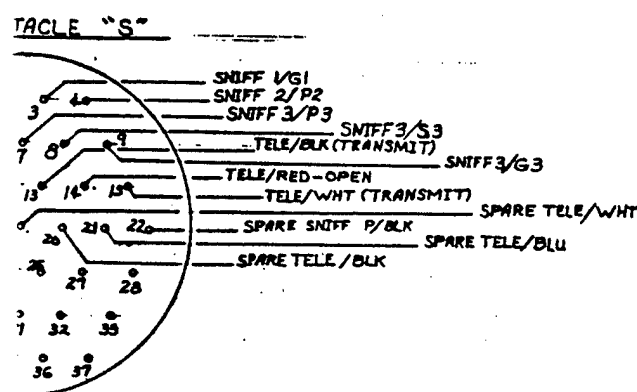 TACLE "S"
SNIFF 1/G1
3 4 SNIFF 2/P2
SNIFF 3/P3
SNIFF3/S3
7 8 9 TELE/BLK (TRANSMIT)
SNIFF3/G3
TELE/RED-OPEN
13 14 15 TELE/WHT (TRANSMIT)
SPARE TELE/WHT
20 21 22 SPARE SNIFF P/BLK
SPARE TELE/BLU
SPARE TELE/BLK
26 27 28
32 33
36 37